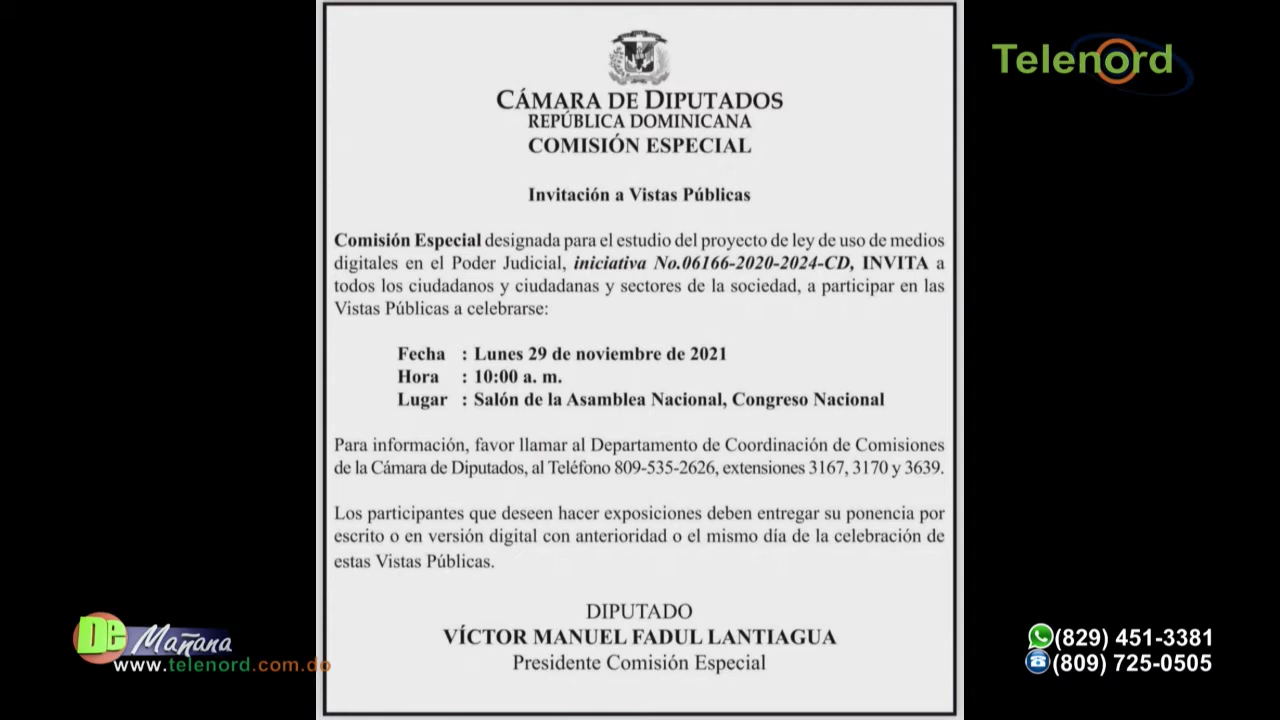 Telenord
CÁMARA DE DIPUTADOS
REPÚBLICA DOMINICANA
COMISIÓN ESPECIAL
Invitación a Vistas Públicas
Comisión Especial designada para el estudio del proyecto de ley de uso de medios
digitales en el Poder Judicial, iniciativa No.06166-2020-2024-CD, INVITA a
todos los ciudadanos y ciudadanas y sectores de la sociedad, a participar en las
Vistas Públicas a celebrarse:
Fecha : Lunes 29 de noviembre de 2021
Hora : 10:00 a. m.
Lugar : Salón de la Asamblea Nacional, Congreso Nacional
Para información, favor llamar al Departamento de Coordinación de Comisiones
de la Cámara de Diputados, al Teléfono 809-535-2626, extensiones 3167, 3170 y 3639.
Los participantes que deseen hacer exposiciones deben entregar su ponencia por
escrito o en versión digital con anterioridad o el mismo día de la celebración de
estas Vistas Públicas.
DIPUTADO
VÍCTOR MANUEL FADUL LANTIAGUA
Presidente Comisión Especial
De Mañana
www.telenord.com.do
(829) 451-3381
(809) 725-0505